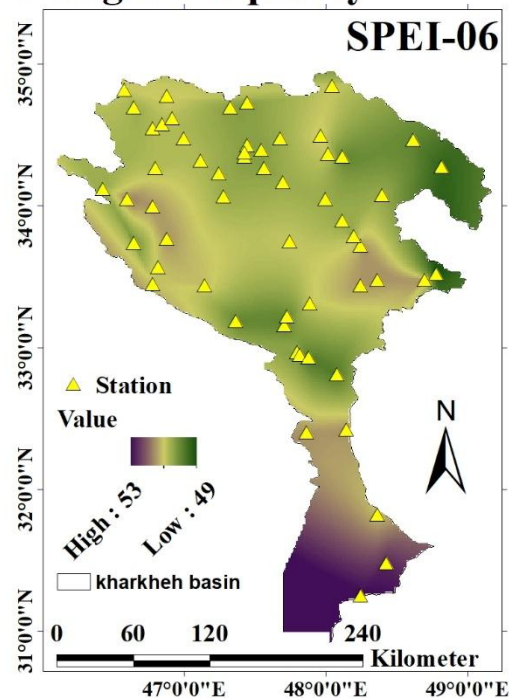 SPEI-06
35°0'0"N
34°0'0"N
33°0'0"N
32°0'0"N
31°0'0"N
Station
Value
High : 53
Low : 49
kharkheh basin
N
0 60 120 240
Kilometer
47°0'0"E 48°0'0"E 49°0'0"E